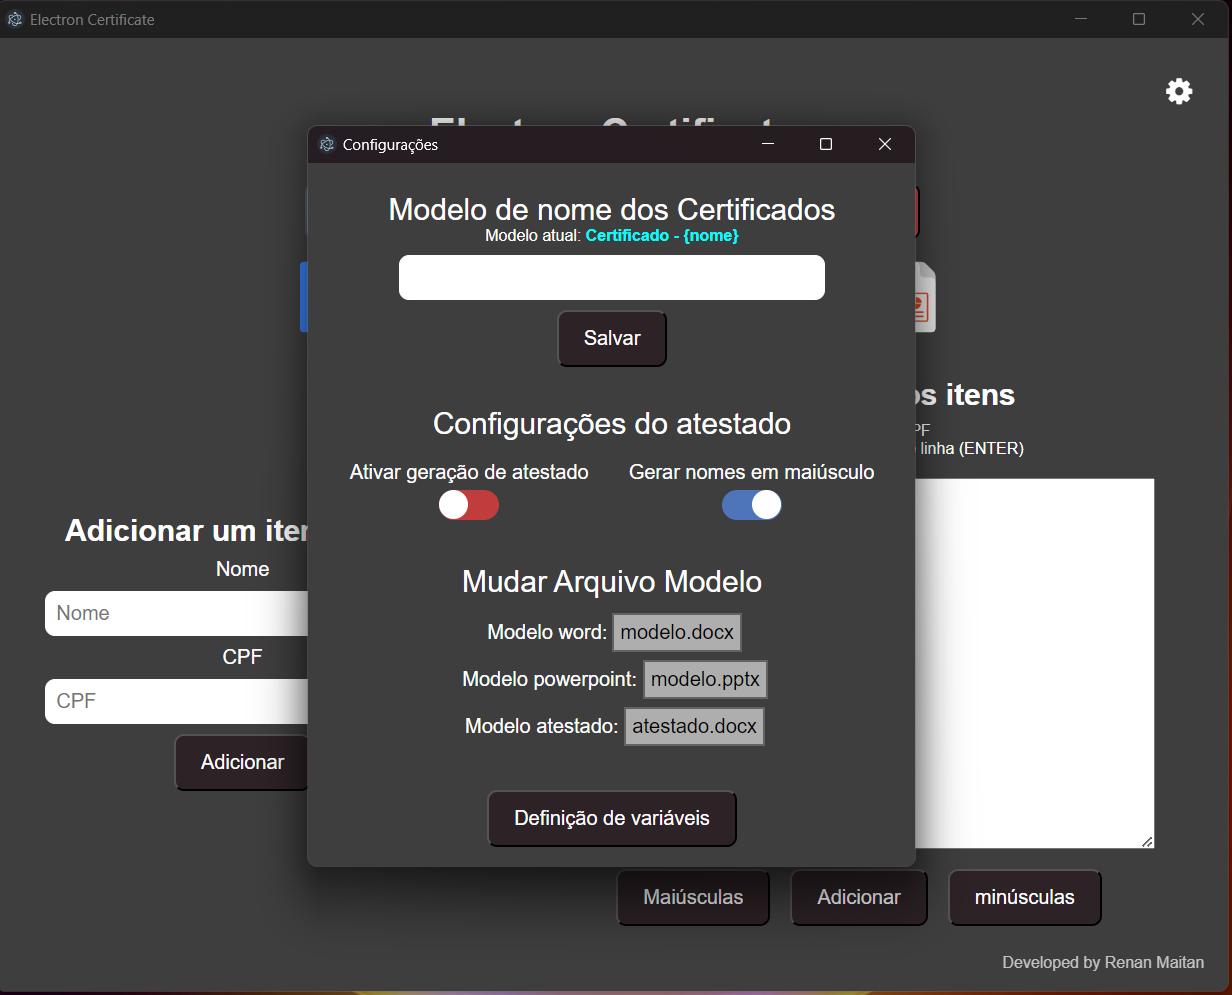 Electron Certificate
Configurações
Modelo de nome dos Certificados
Modelo atual: Certificado - {nome}
Salvar
Configurações do atestado
Ativar geração de atestado
Gerar nomes em maiúsculo
Mudar Arquivo Modelo
Modelo word: modelo.docx
Modelo powerpoint: modelo.pptx
Modelo atestado: atestado.docx
Definição de variáveis
Adicionar um
Nome
Nome
CPF
CPF
Adicionar
itens
linha (ENTER)
Maiúsculas
Adicionar
minúsculas
Developed by Renan Maitan